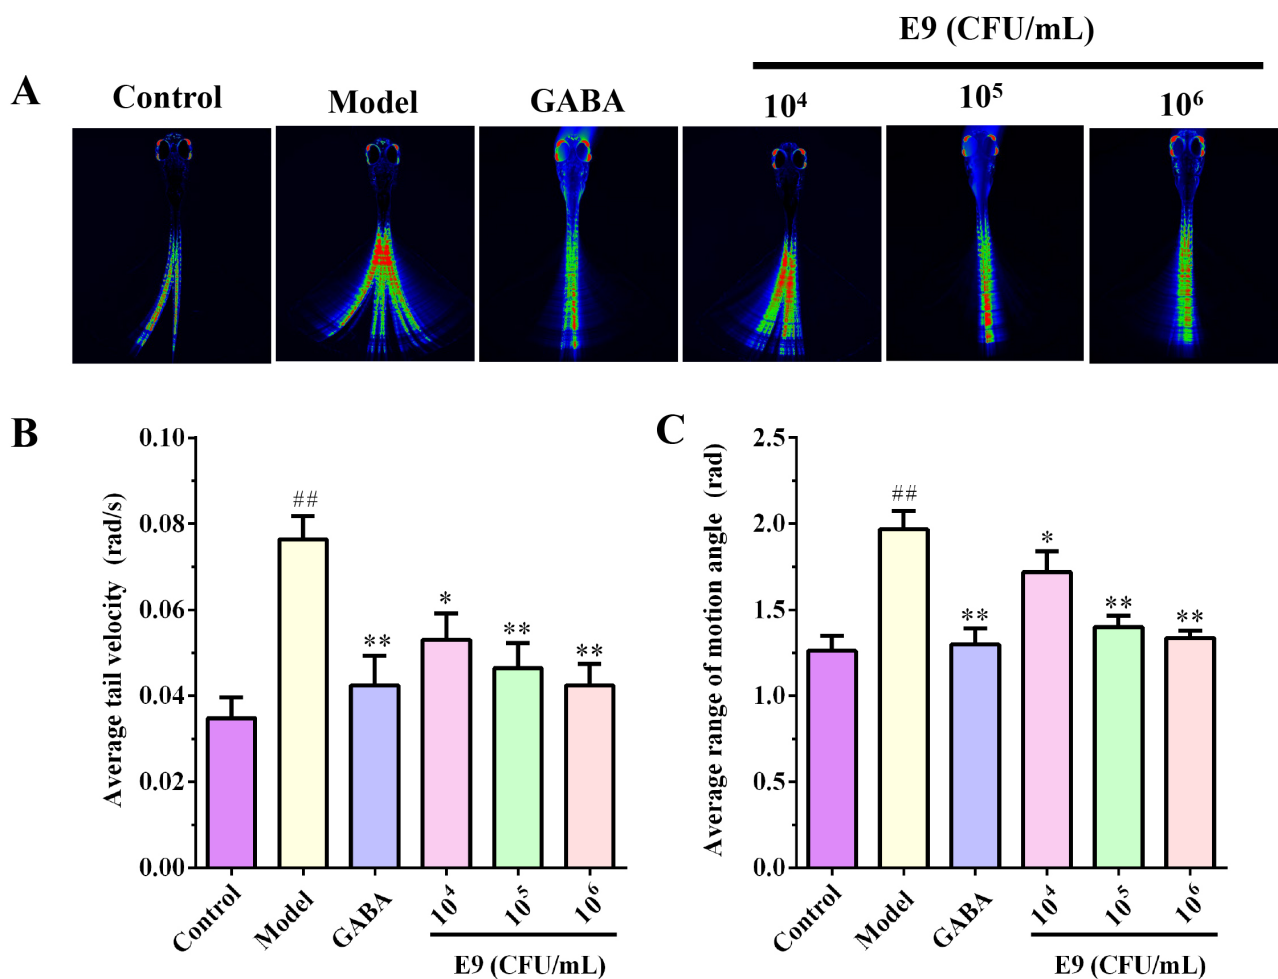 E9 (CFU/mL)
A
Control
Model
GABA
10⁴
10⁵
10⁶
B
Average tail velocity (rad/s)
0.10
0.08
0.06
0.04
0.02
0.00
##
**
*
**
**
Control
Model
GABA
10⁴
10⁵
10⁶
E9 (CFU/mL)
C
Average range of motion angle (rad)
2.5
2.0
1.5
1.0
0.5
0.0
##
**
*
**
**
Control
Model
GABA
10⁴
10⁵
10⁶
E9 (CFU/mL)